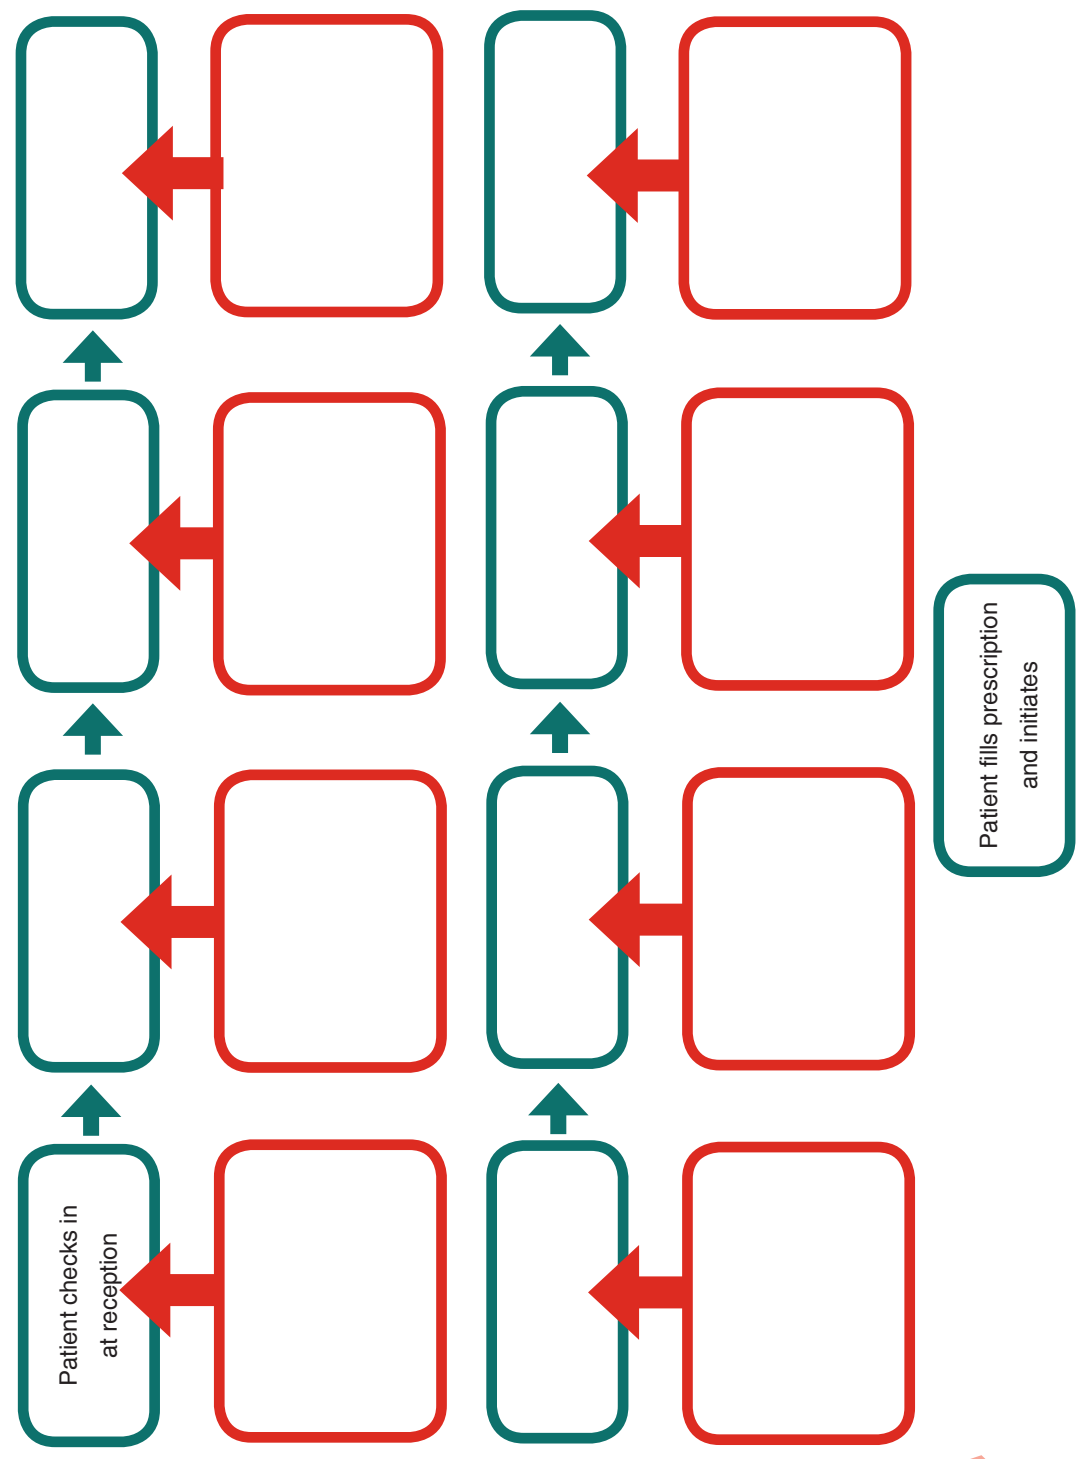 Patient checks in
at reception
Patient fills prescription
and initiates